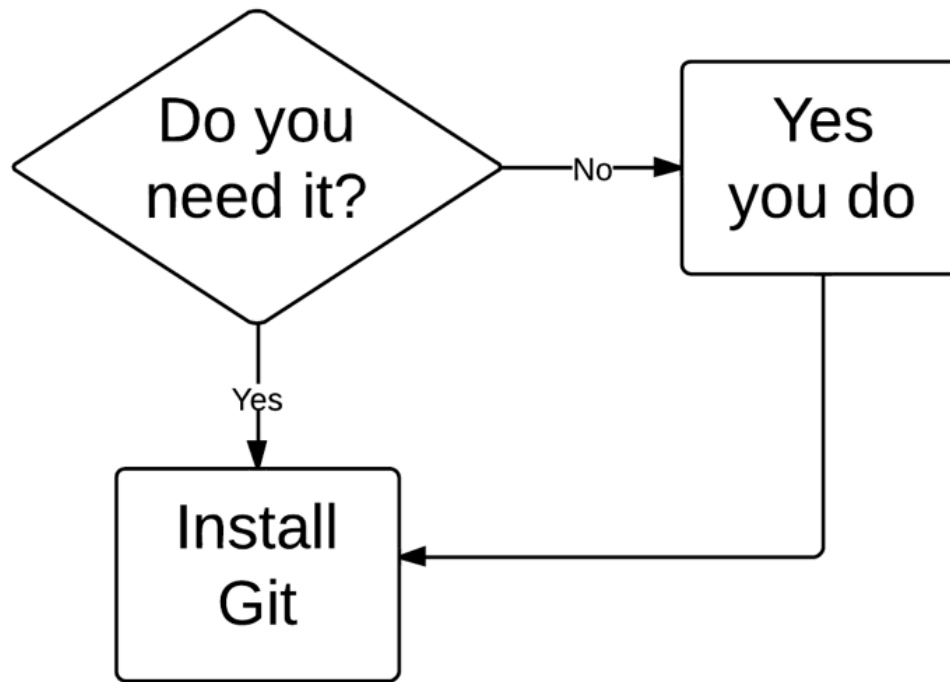 Do you
need it?
No
Yes
you do
Yes
Install
Git